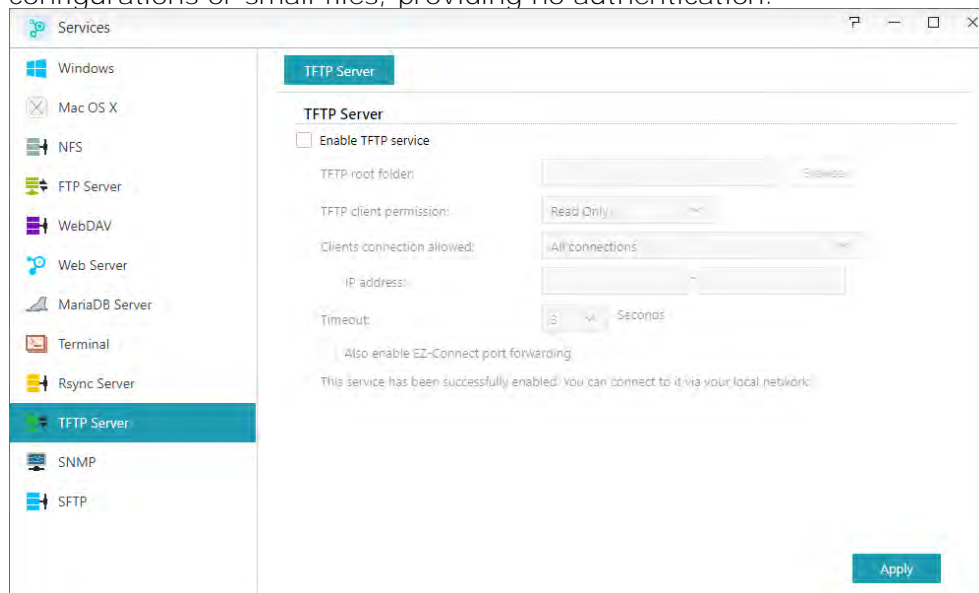 configurations or small files, providing no authentication.
Services
Windows
Mac OS X
NFS
FTP Server
WebDAV
Web Server
MariaDB Server
Terminal
Rsync Server
TFTP Server
SNMP
SFTP
TFTP Server
TFTP Server
Enable TFTP service
TFTP root folder: Browse
TFTP client permission: Read Only
Clients connection allowed: All connections
IP address: ~
Timeout: 3 Seconds
Also enable EZ-Connect port forwarding
This service has been successfully enabled. You can connect to it via your local network.
Apply